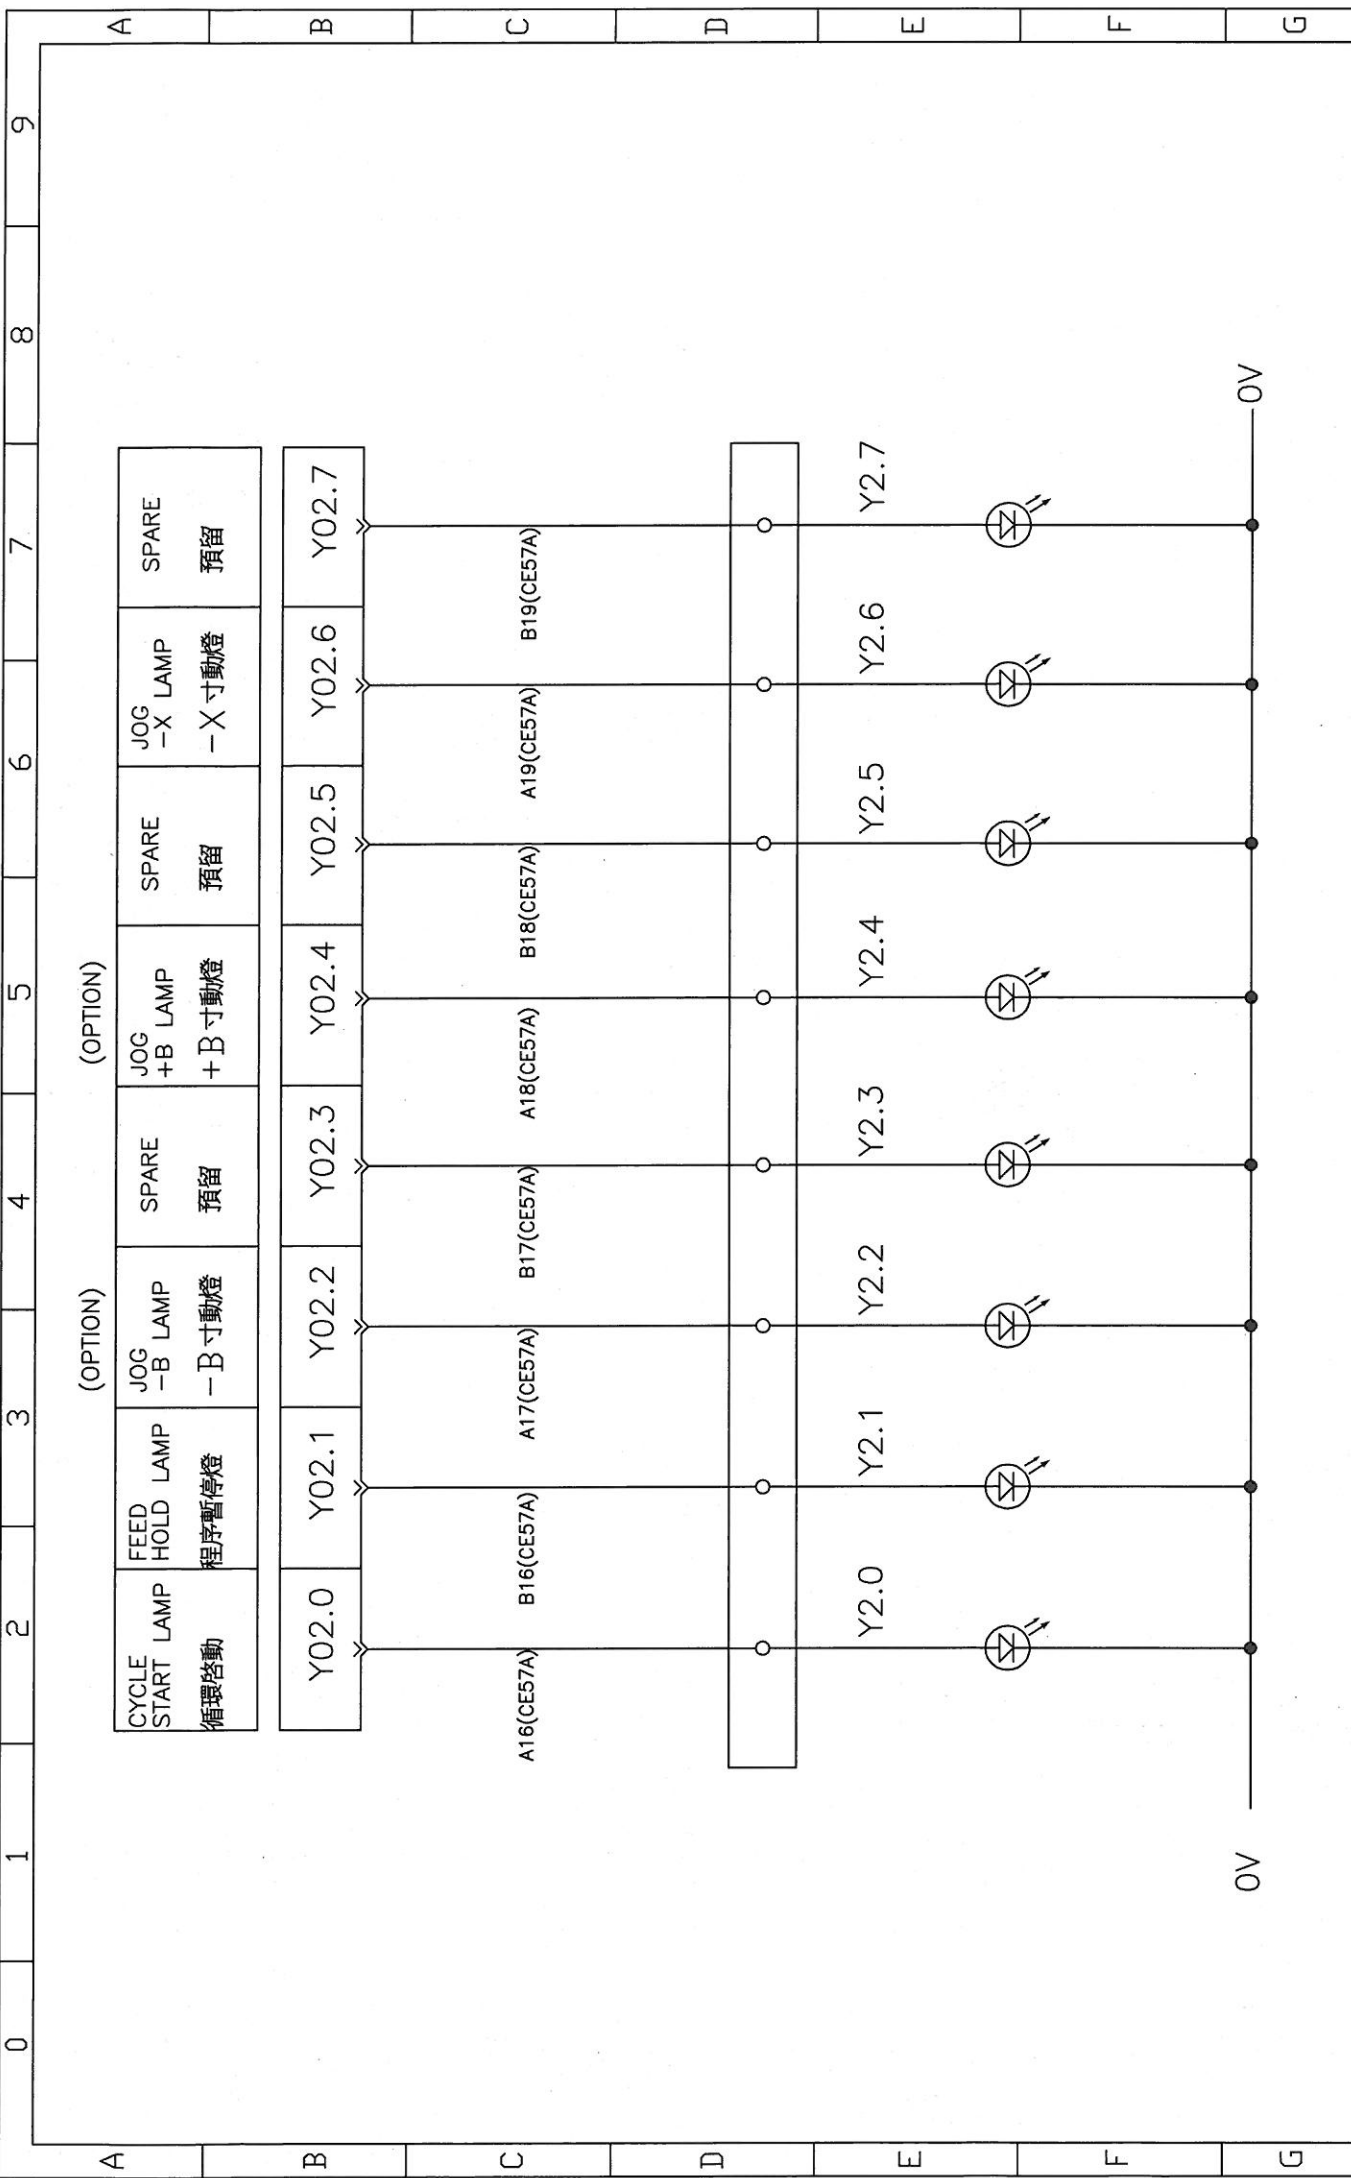 0 1 2 3 4 5 6 7 8 9
A A
(OPTION) (OPTION)
CYCLE START LAMP
循環啓動
FEED HOLD LAMP
程序暫停燈
JOG -B LAMP
-B寸動燈
SPARE
預留
JOG +B LAMP
+B寸動燈
SPARE
預留
JOG -X LAMP
-X寸動燈
SPARE
預留
B B
Y02.0 Y02.1 Y02.2 Y02.3 Y02.4 Y02.5 Y02.6 Y02.7
C C
A16(CE57A) B16(CE57A) A17(CE57A) B17(CE57A) A18(CE57A) B18(CE57A) A19(CE57A) B19(CE57A)
D D
Y2.0 Y2.1 Y2.2 Y2.3 Y2.4 Y2.5 Y2.6 Y2.7
E E
F F
0V 0V
G G